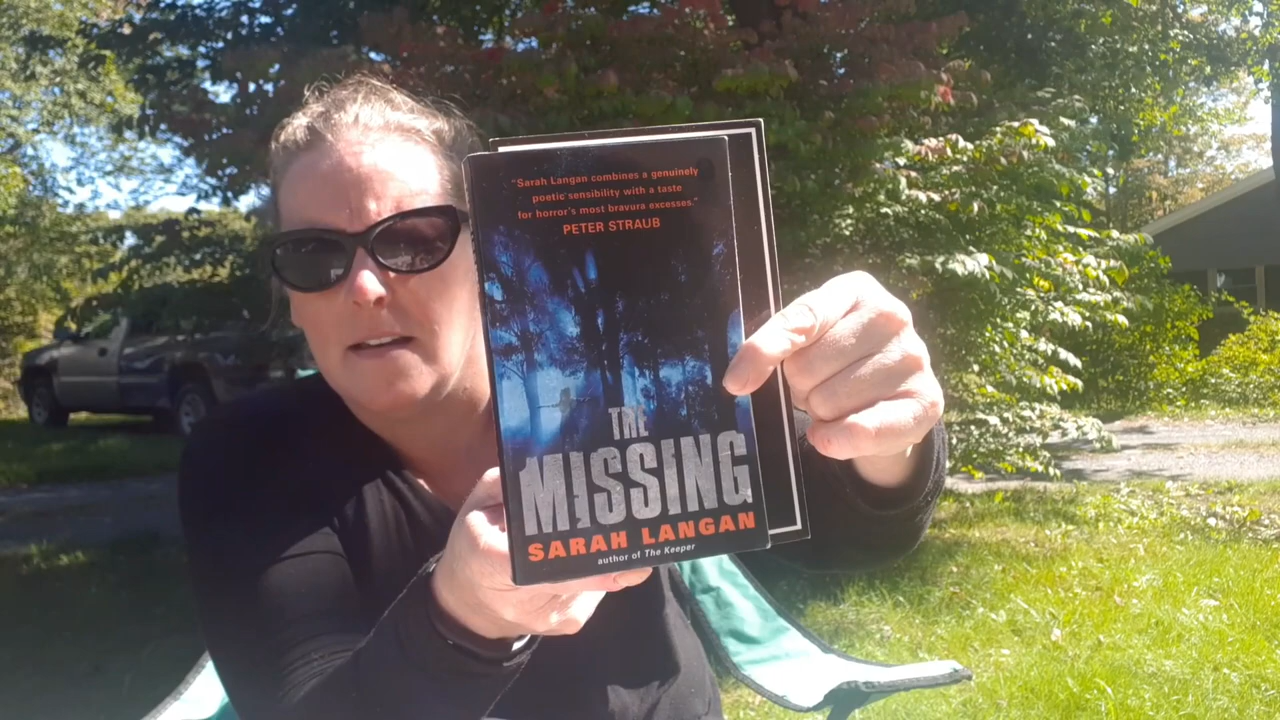 "Sarah Langan combines a genuinely
poetic sensibility with a taste
for horror's most bravura excesses."
PETER STRAUB
THE
MISSING
SARAH LANGAN
author of The Keeper